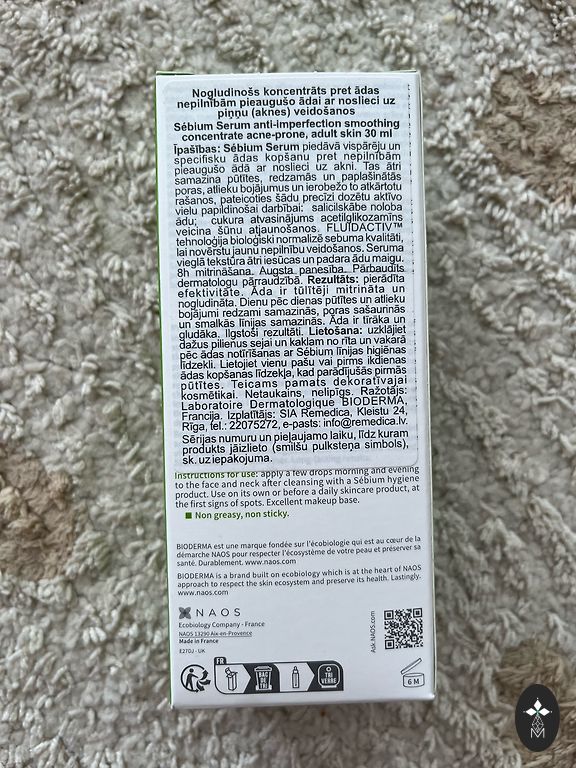 Nogludinošs koncentrāts pret ādas
nepilnībām pieaugušo ādai ar noslieci uz
piņņu (aknes) veidošanos
Sébium Serum anti-imperfection smoothing
concentrate acne-prone, adult skin 30 ml
Īpašības: Sébium Serum piedāvā vispārēju un
specifisku ādas kopšanu pret nepilnībām
pieaugušo ādā ar noslieci uz akni. Tas ātri
samazina pūtītes, redzamās un paplašinātās
poras, atlieku bojājumus un ierobežo to atkārtotu
rašanos, pateicoties šādu precīzi dozētu aktīvo
vielu papildinošai darbībai: salicilskābe noloba
ādu; cukura atvasinājums acetilglikozamīns
veicina šūnu atjaunošanos. FLUIDACTIV™
tehnoloģija bioloģiski normalizē sebuma kvalitāti,
lai novērstu jaunu nepilnību veidošanos. Seruma
vieglā tekstūra ātri iesūcas un padara ādu maigu.
8h mitrināšana. Augsta panesība. Pārbaudīts
dermatologu pārraudzībā. Rezultāts: pierādīta
efektivitāte. Āda ir tūlītēji mitrināta un
nogludināta. Dienu pēc dienas pūtītes un atlieku
bojājumi redzami samazinās, poras sašaurinās
un smalkās līnijas samazinās. Āda ir tīrāka un
gludāka. Ilgstoši rezultāti. Lietošana: uzklājiet
dažus pilienus sejai un kaklam no rīta un vakarā
pēc ādas notīrīšanas ar Sébium līnijas higiēnas
līdzekli. Lietojiet vienu pašu vai pirms ikdienas
ādas kopšanas līdzekļa, kad parādījušās pirmās
pūtītes. Teicams pamats dekoratīvajai
kosmētikai. Netaukains, nelipīgs. Ražotājs:
Laboratoire Dermatologique BIODERMA,
Francija. Izplatītājs: SIA Remedica, Kleistu 24,
Rīga, tel.: 22075272, e-pasts: info@remedica.lv.
Sērijas numuru un pieļaujamo laiku, līdz kuram
produkts jāizlieto (smilšu pulksteņa simbols),
sk. uz iepakojuma.
Instructions for use: apply a few drops morning and evening
to the face and neck after cleansing with a Sébium hygiene
product. Use on its own or before a daily skincare product, at
the first signs of spots. Excellent makeup base.
Non greasy, non sticky.
BIODERMA est une marque fondée sur l'écobiologie qui est au cœur de la
démarche NAOS pour respecter l'écosystème de votre peau et préserver sa
santé. Durablement. www.naos.com
BIODERMA is a brand built on ecobiology which is at the heart of NAOS
approach to respect the skin ecosystem and preserve its health. Lastingly.
www.naos.com
NAOS
Ecobiology Company - France
NAOS 13290 Aix-en-Provence
Made in France
E27DJ - UK
Ask.NAOS.com
FR
BAC
DE
TRI
TRI
VERRE
6 M
M